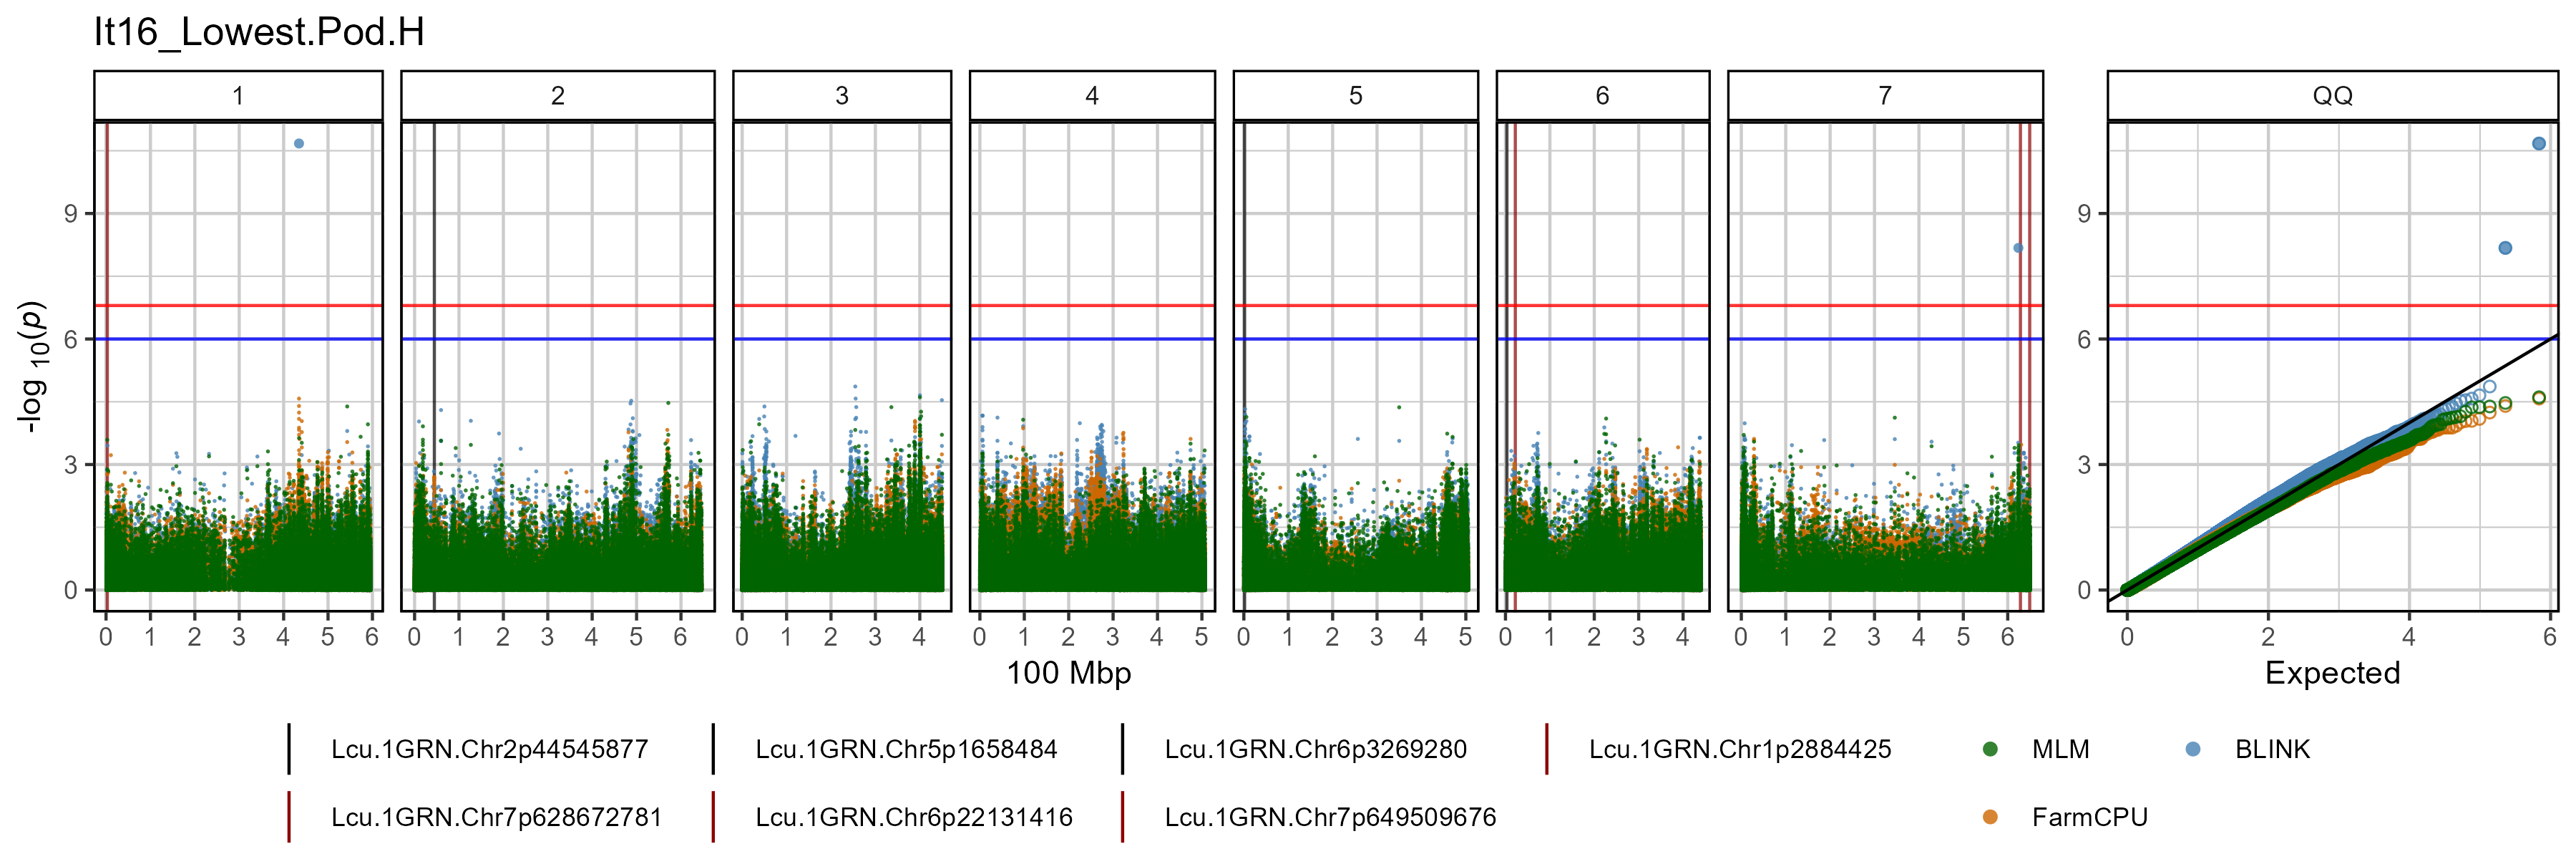 It16_Lowest.Pod.H
1 2 3 4 5 6 7 QQ
-log 10(p)
9 9
6 6
3 3
0 0
0 1 2 3 4 5 6 0 1 2 3 4 5 6 0 1 2 3 4 0 1 2 3 4 5 0 1 2 3 4 5 0 1 2 3 4 0 1 2 3 4 5 6 0 2 4 6
100 Mbp Expected
Lcu.1GRN.Chr2p44545877 Lcu.1GRN.Chr5p1658484 Lcu.1GRN.Chr6p3269280 Lcu.1GRN.Chr1p2884425 MLM BLINK
Lcu.1GRN.Chr7p628672781 Lcu.1GRN.Chr6p22131416 Lcu.1GRN.Chr7p649509676 FarmCPU